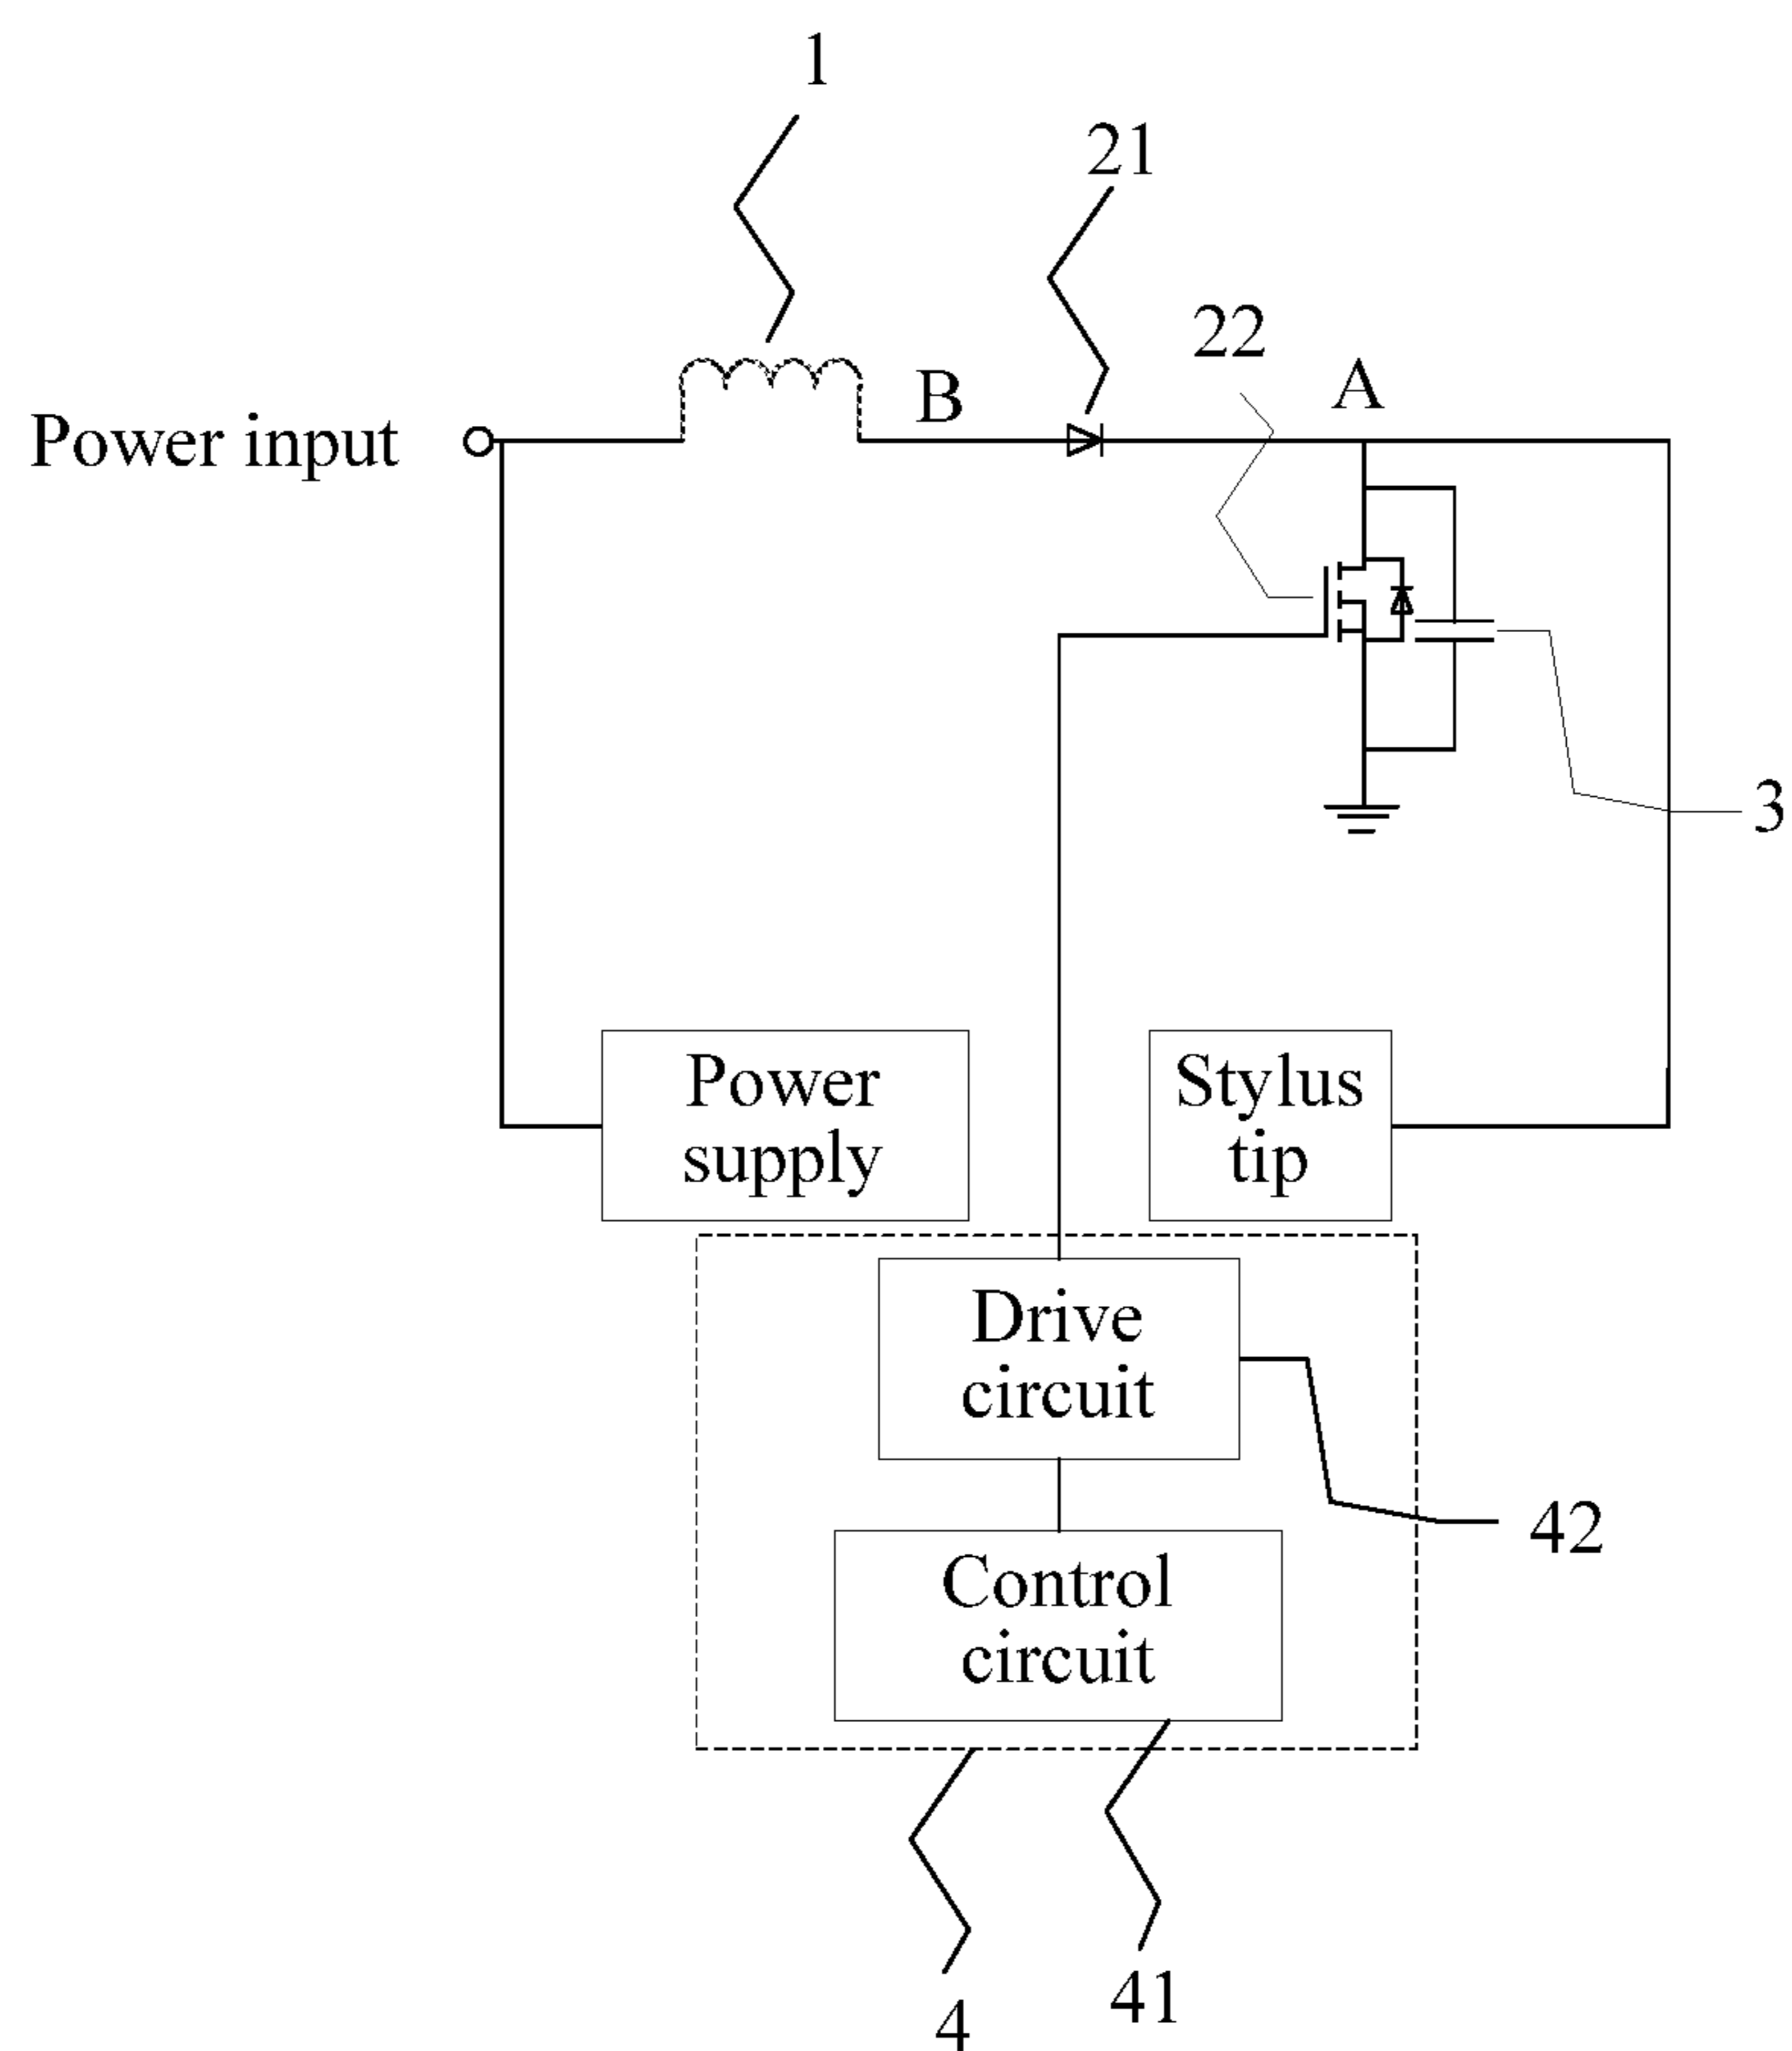 1
21
22
B
A
Power input
3
Power
supply
Stylus
tip
Drive
circuit
42
Control
circuit
41
4